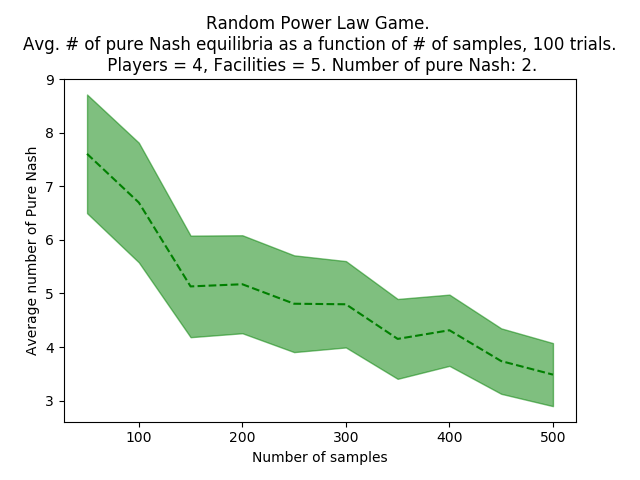 Random Power Law Game.
Avg. # of pure Nash equilibria as a function of # of samples, 100 trials.
Players = 4, Facilities = 5. Number of pure Nash: 2.
9
8
7
6
5
4
3
Average number of Pure Nash
100 200 300 400 500
Number of samples